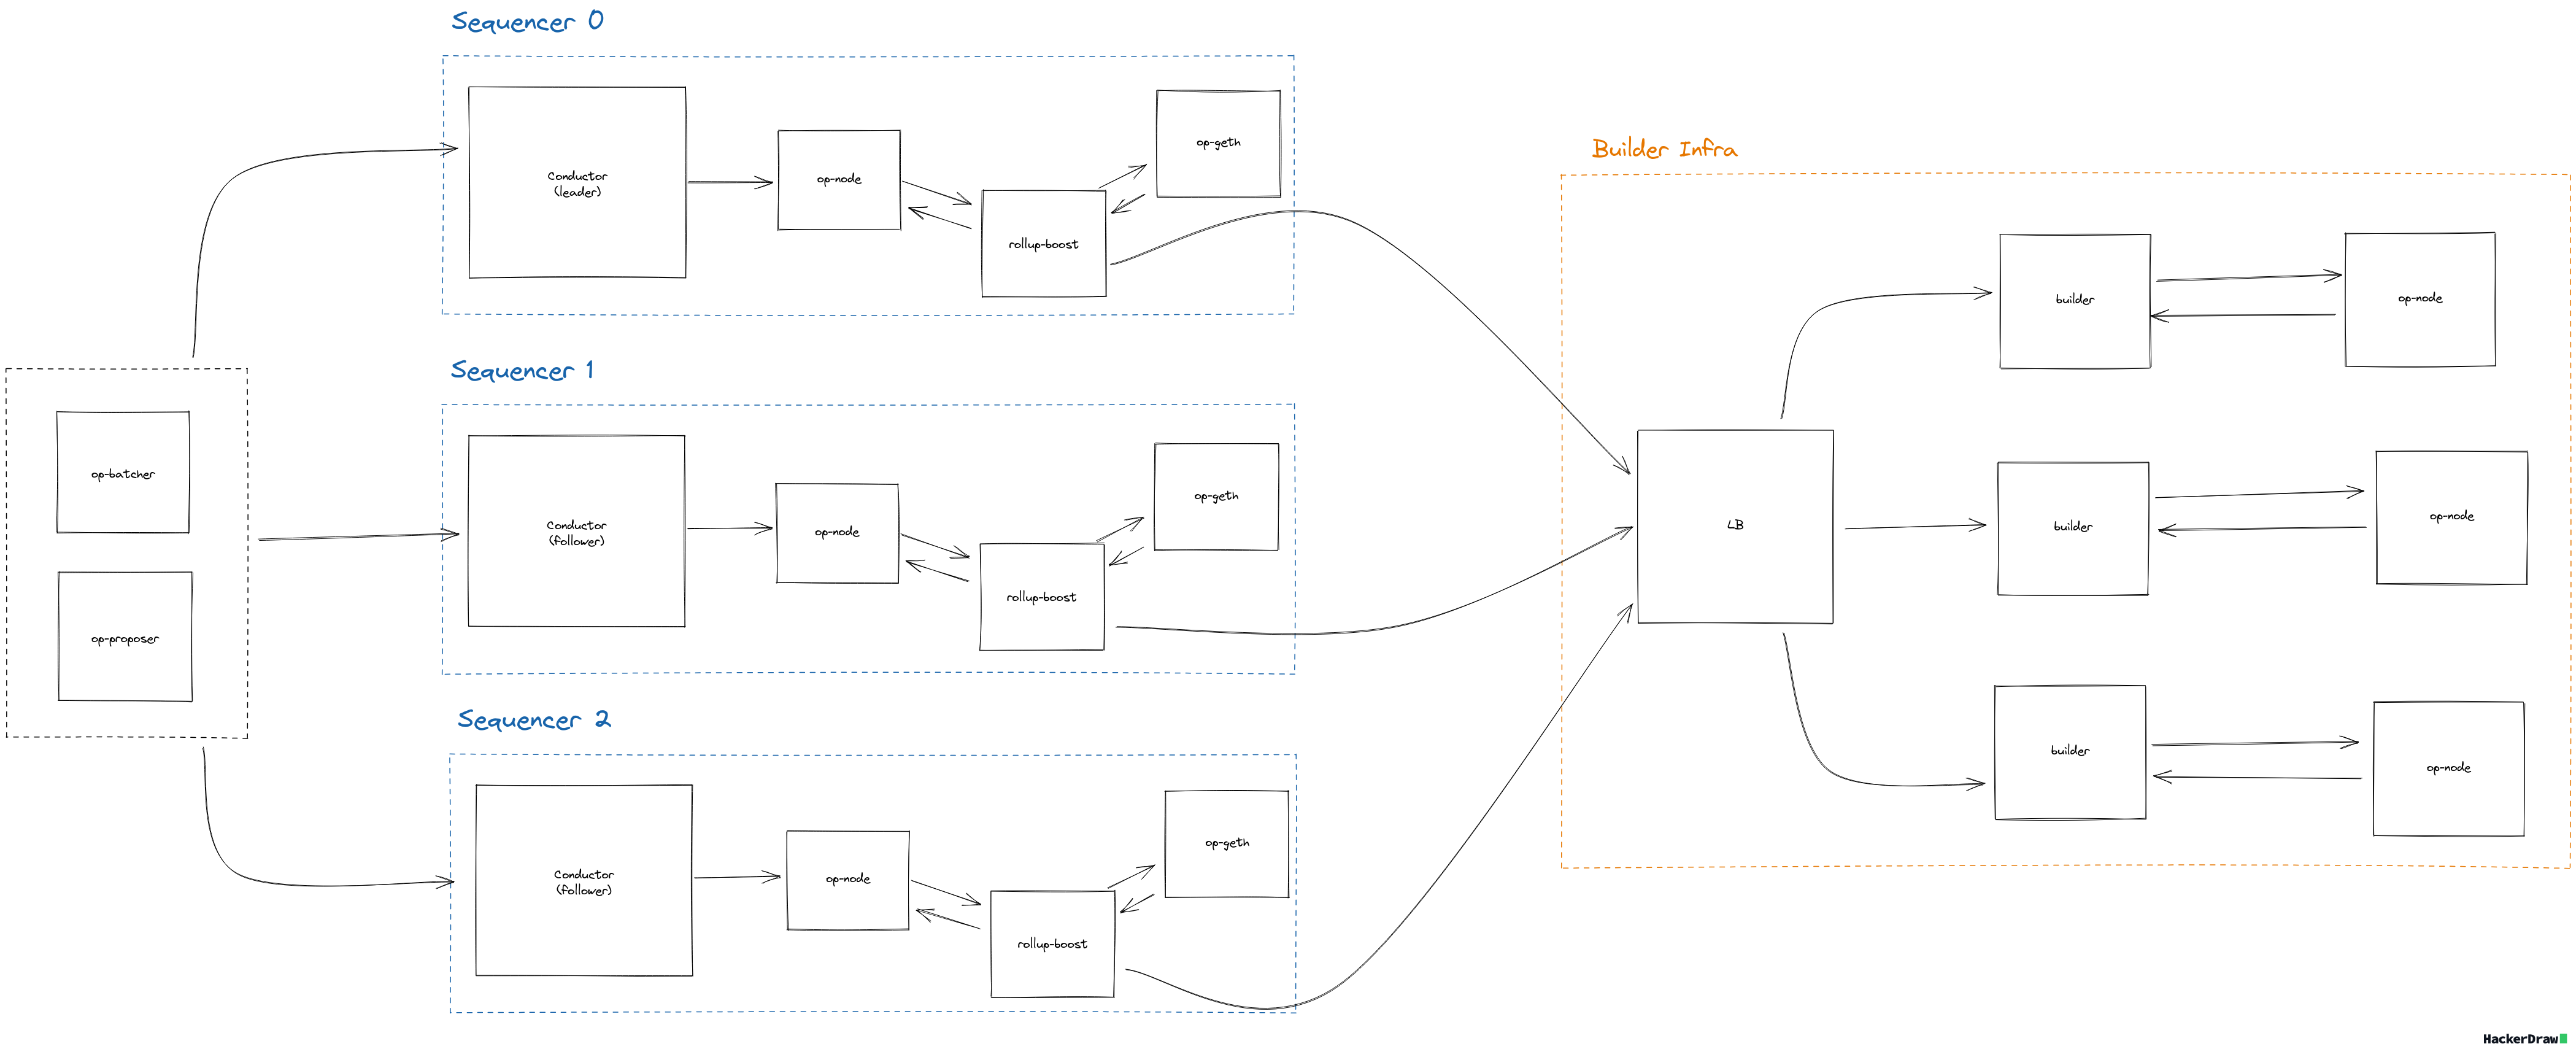 Sequencer 0
Conductor
(leader)
op-node
rollup-boost
op-geth
Sequencer 1
Conductor
(follower)
op-node
rollup-boost
op-geth
Sequencer 2
Conductor
(follower)
op-node
rollup-boost
op-geth
op-batcher
op-proposer
Builder Infra
LB
builder
op-node
builder
op-node
builder
op-node
HackerDraw